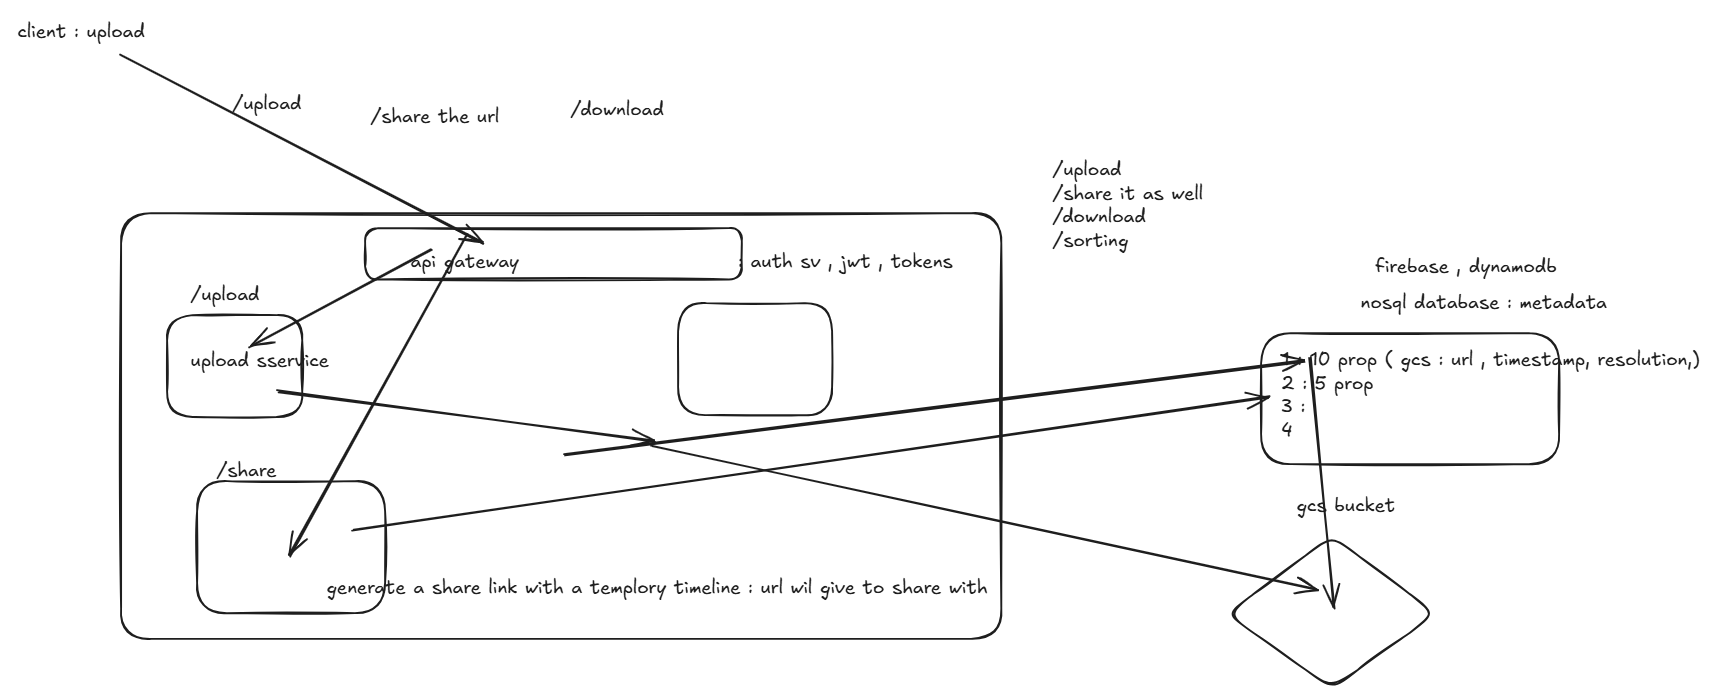 client : upload
/upload
/share the url
/download
/upload
/share it as well
/download
/sorting
api gateway
: auth sv , jwt , tokens
firebase , dynamodb
/upload
nosql database : metadata
upload sservice
1 : 10 prop ( gcs : url , timestamp, resolution,)
2 : 5 prop
3 :
4
/share
gcs bucket
generate a share link with a templory timeline : url wil give to share with